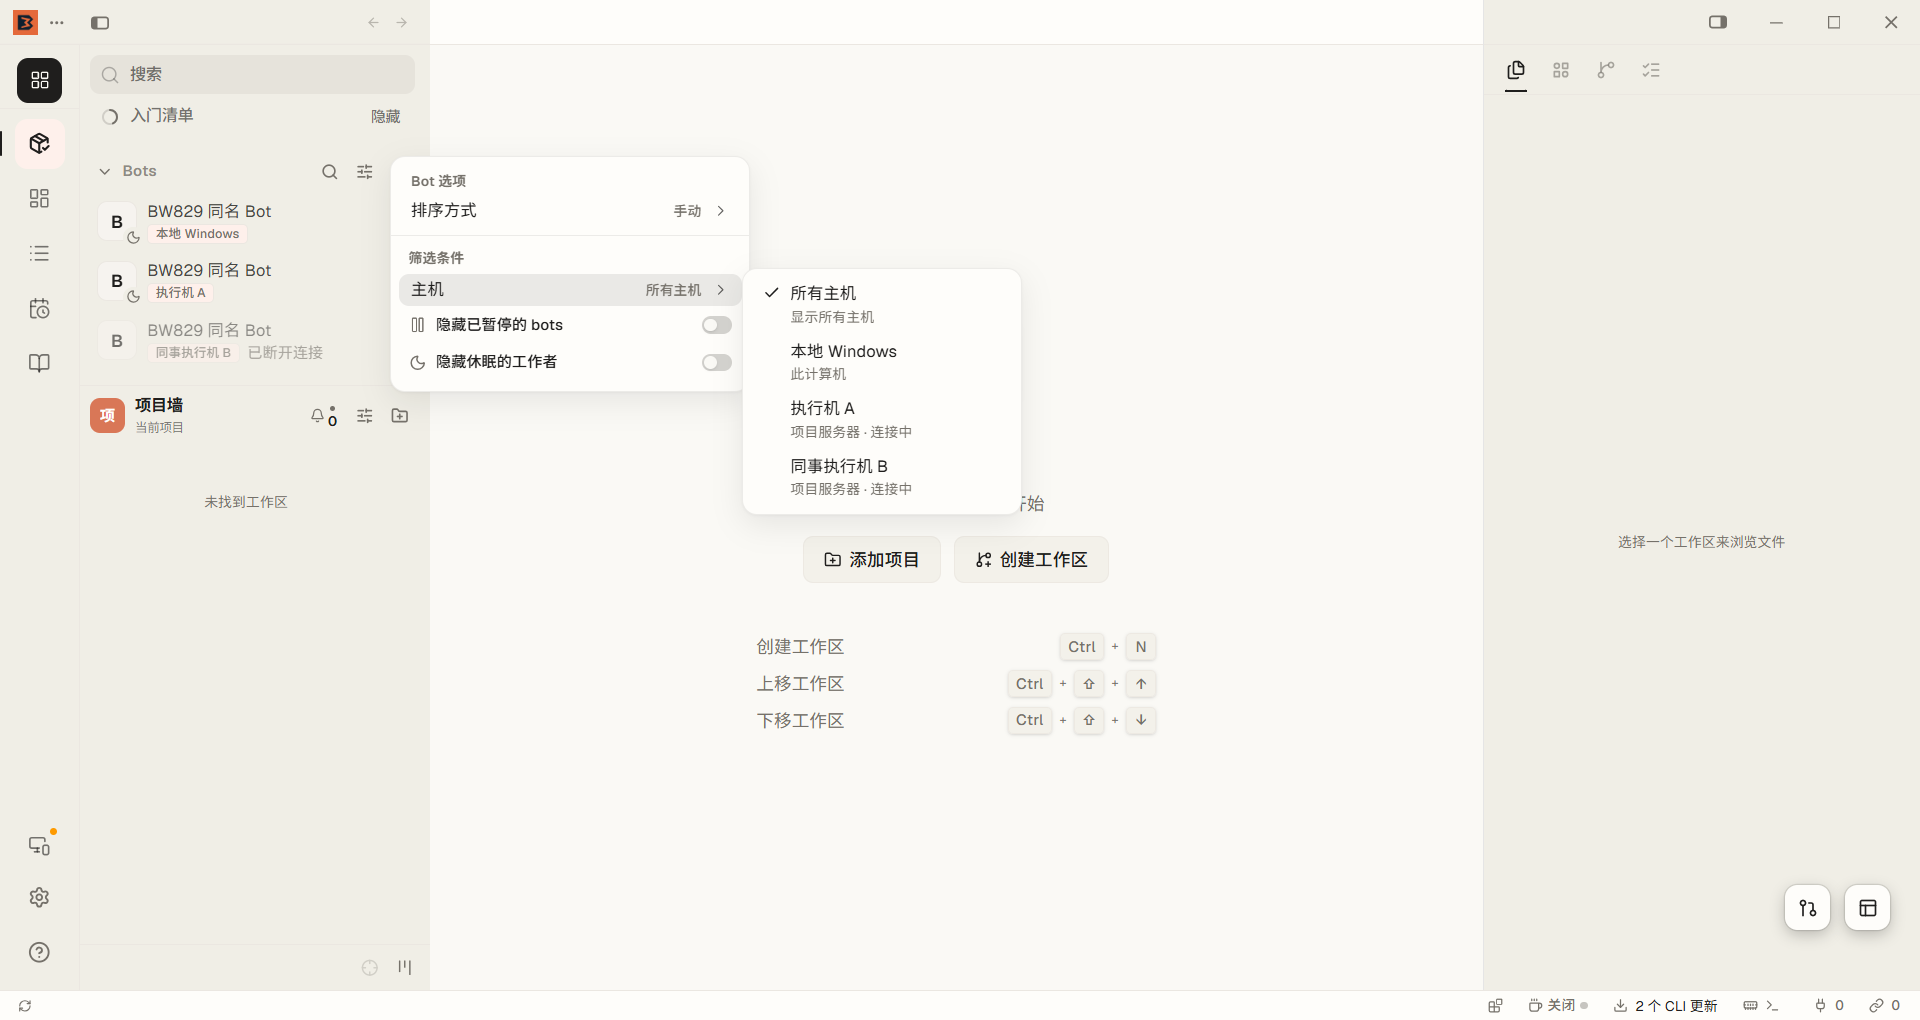 搜索
入门清单 隐藏
Bots
B BW829 同名 Bot
本地 Windows
B BW829 同名 Bot
执行机 A
B BW829 同名 Bot
同事执行机 B 已断开连接
项 项目墙
当前项目
0
未找到工作区
Bot 选项
排序方式 手动
筛选条件
主机 所有主机
隐藏已暂停的 bots
隐藏休眠的工作者
所有主机
显示所有主机
本地 Windows
此计算机
执行机 A
项目服务器 · 连接中
同事执行机 B
项目服务器 · 连接中
开始
添加项目 创建工作区
创建工作区 Ctrl + N
上移工作区 Ctrl + ⇧ + ↑
下移工作区 Ctrl + ⇧ + ↓
选择一个工作区来浏览文件
关闭 2 个 CLI 更新 0 0